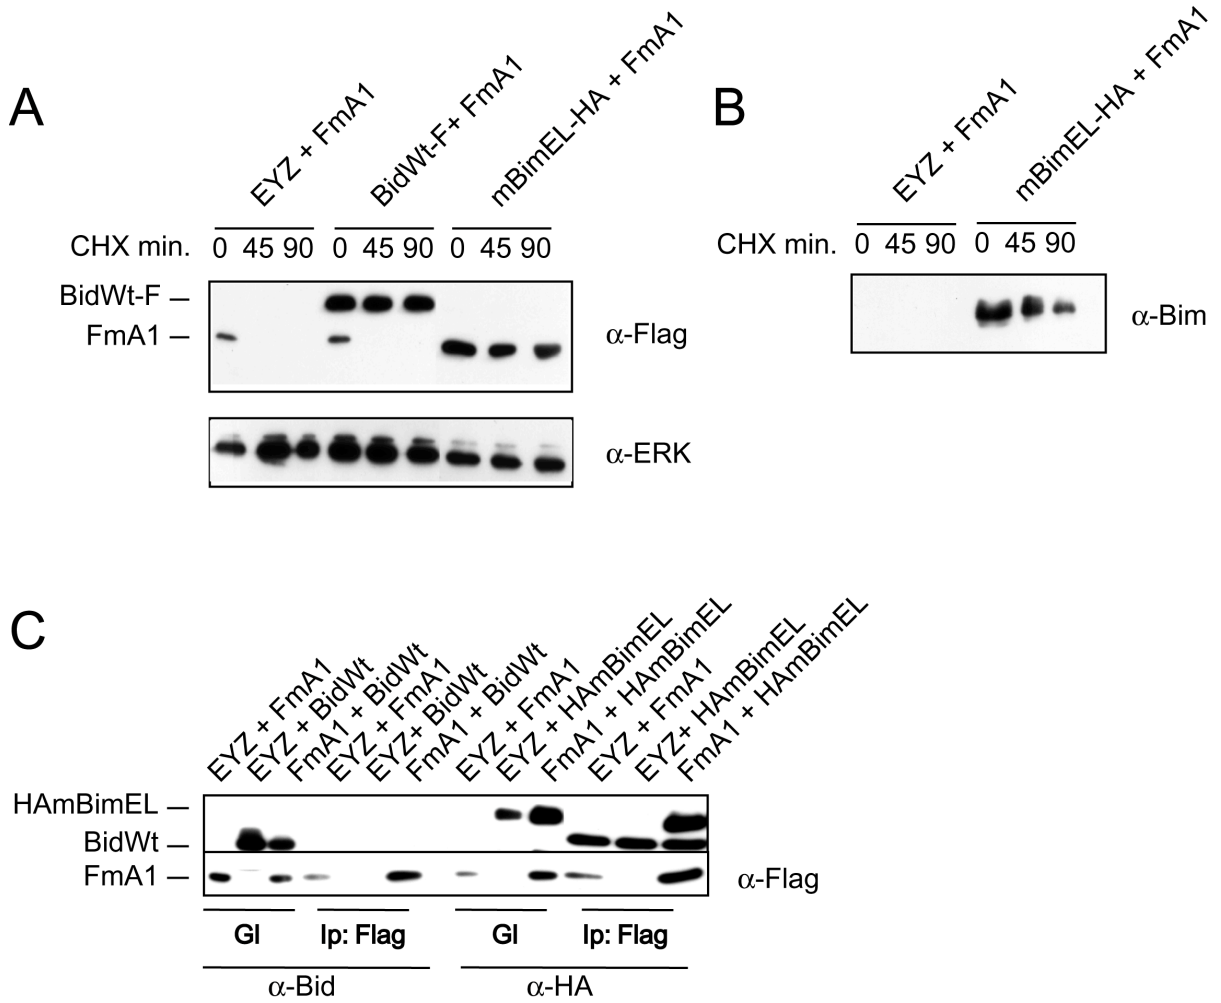 A
EYZ + FmA1
BidWt-F+ FmA1
mBimEL-HA + FmA1
CHX min. 0 45 90 0 45 90 0 45 90
BidWt-F –
FmA1 –
α-Flag
α-ERK
B
EYZ + FmA1
mBimEL-HA + FmA1
CHX min. 0 45 90 0 45 90
α-Bim
C
EYZ + FmA1
EYZ + BidWt
FmA1 + BidWt
EYZ + FmA1
EYZ+ BidWt
FmA1 + BidWt
EYZ + FmA1
EYZ + HAmBimEL
FmA1 + HAmBimEL
EYZ + FmA1
EYZ+ HAmBimEL
FmA1 + HAmBimEL
HAmBimEL –
BidWt –
FmA1 –
α-Flag
GI Ip: Flag GI Ip: Flag
α-Bid α-HA